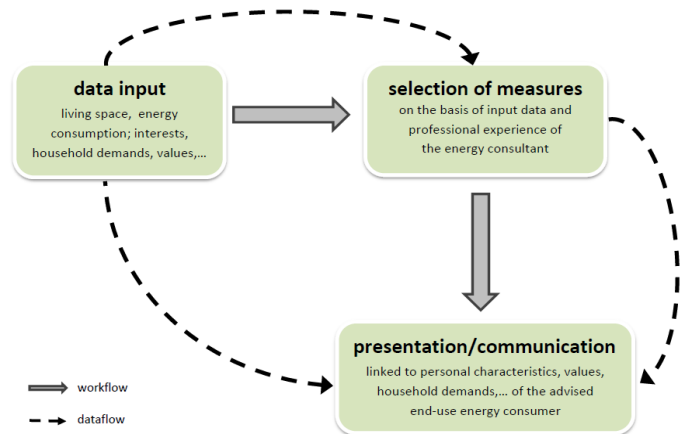 data input
living space, energy
consumption; interests,
household demands, values,...
selection of measures
on the basis of input data and
professional experience of
the energy consultant
presentation/communication
linked to personal characteristics, values,
household demands,... of the advised
end-use energy consumer
workflow
dataflow